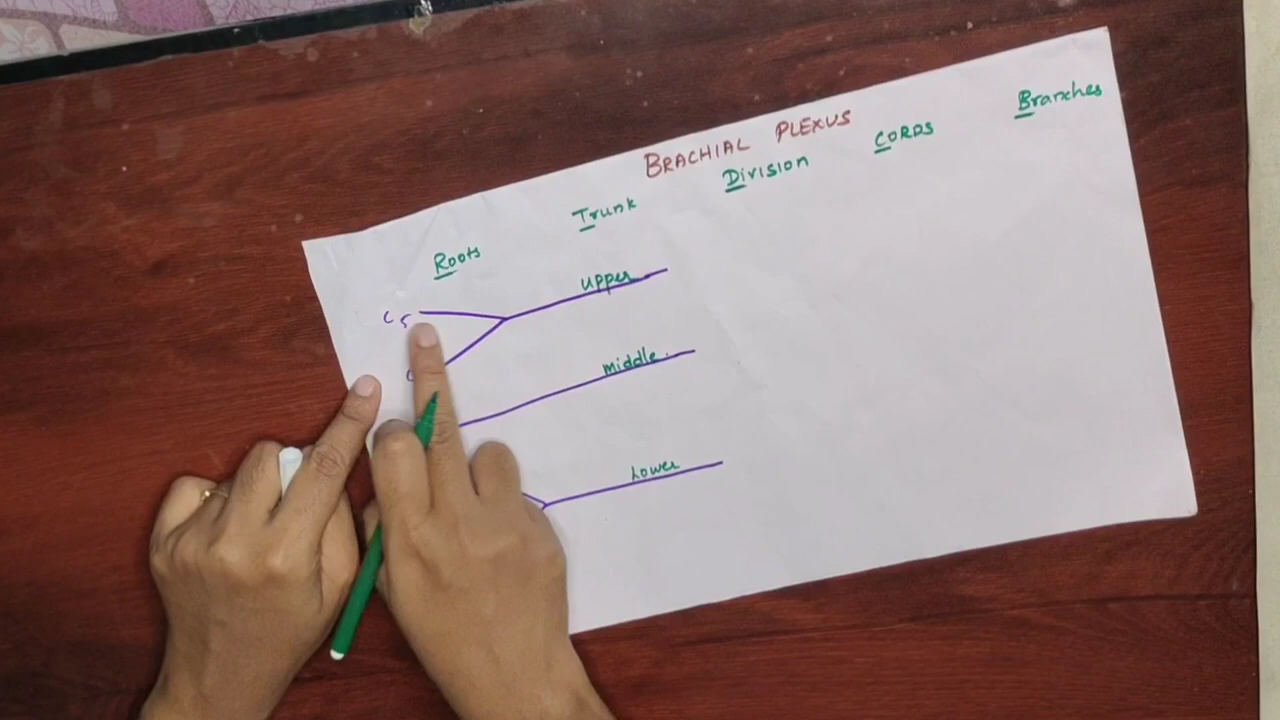 BRACHIAL PLEXUS
Roots Trunk Division CORDS Branches
C5
Upper
C
Middle
Lower